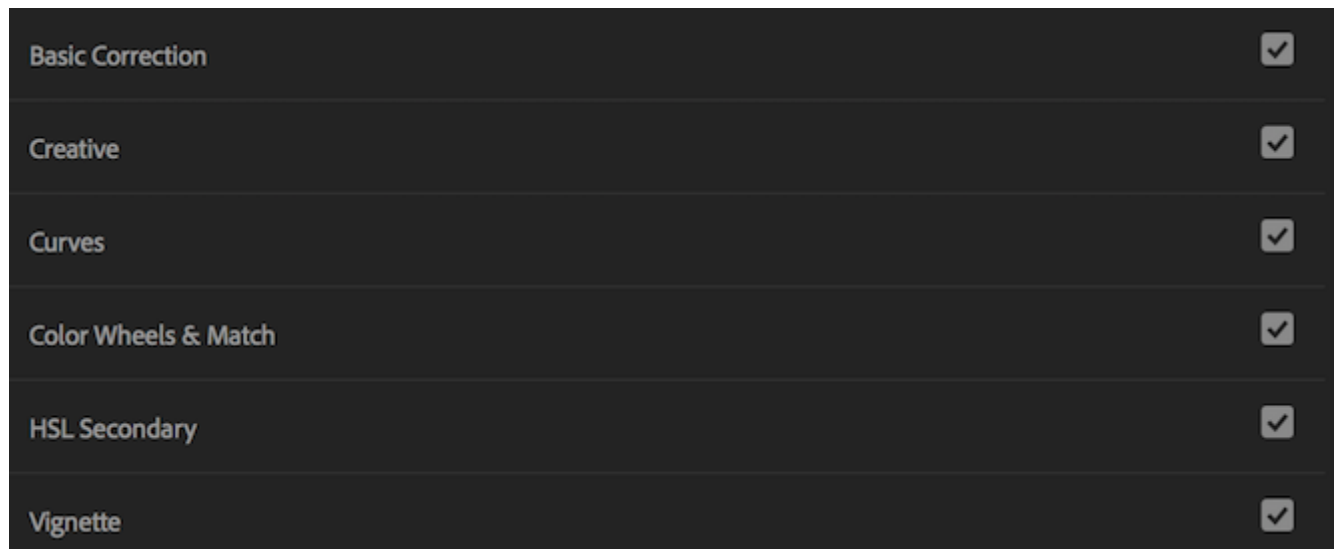 Basic Correction
Creative
Curves
Color Wheels & Match
HSL Secondary
Vignette